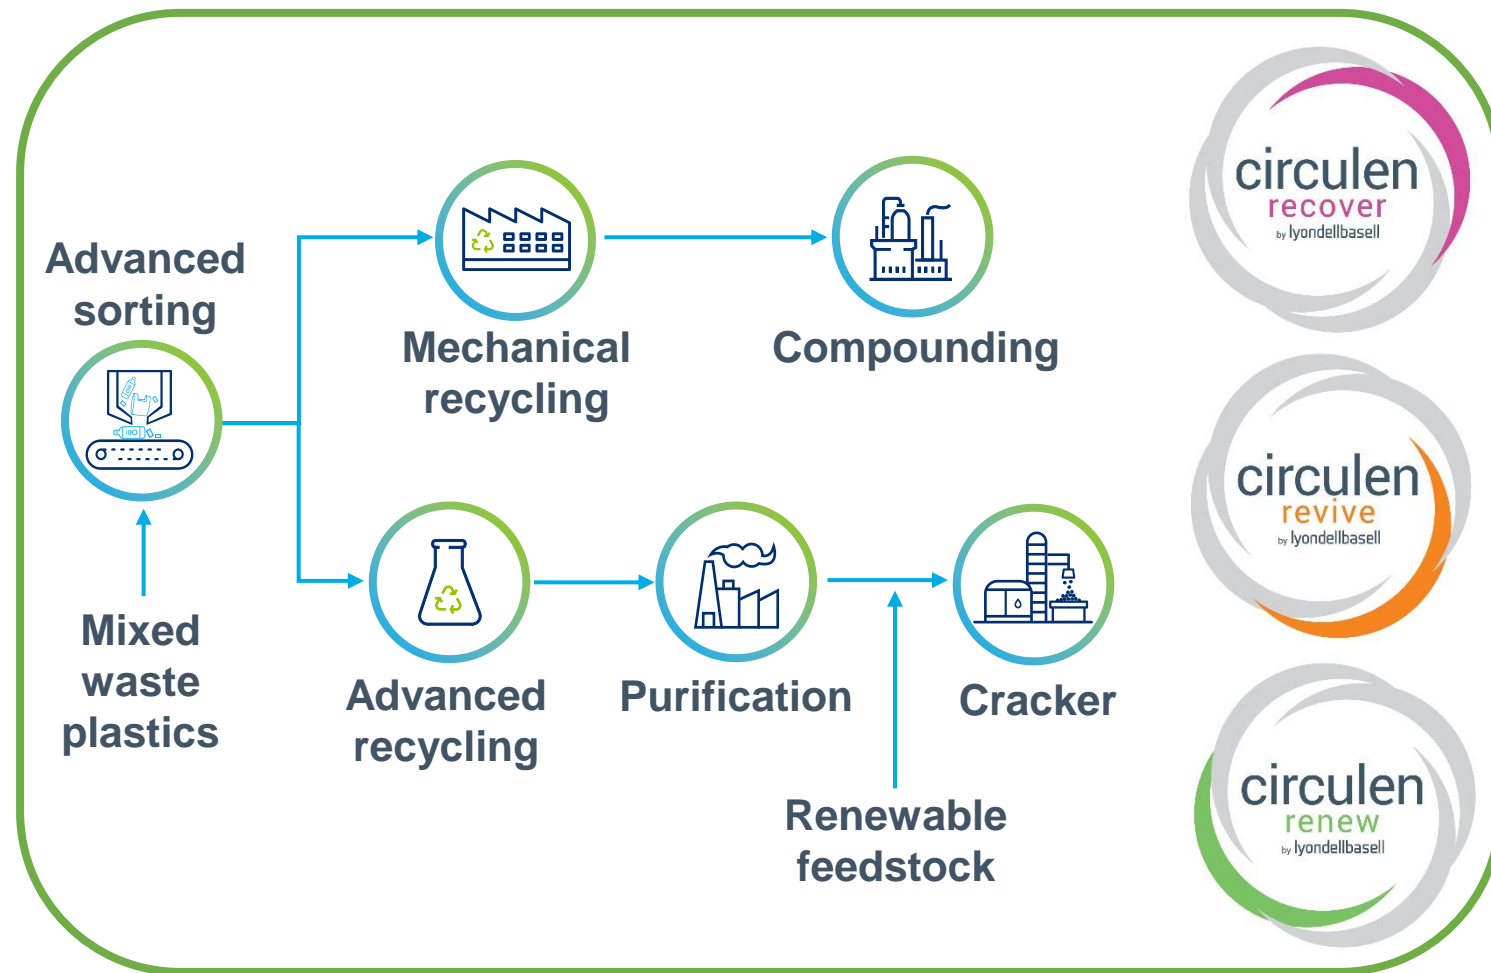 Advanced
sorting
Mechanical
recycling
Compounding
Mixed
waste
plastics
Advanced
recycling
Purification
Cracker
Renewable
feedstock
circulen
recover
by lyondellbasell
circulen
revive
by lyondellbasell
circulen
renew
by lyondellbasell